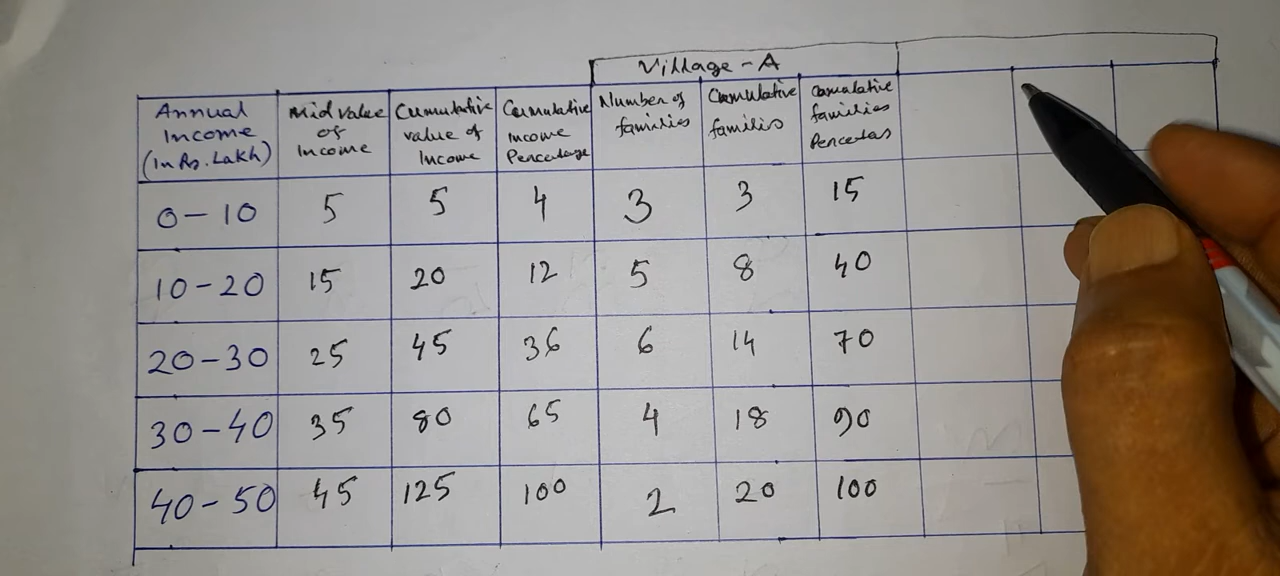 Village - A
Annual Income (In Rs. Lakh) Mid Value of Income Cumulative value of Income Cumulative Income Percentage Number of families Cumulative familis Cumalative families Percentas
0-10 5 5 4 3 3 15
10-20 15 20 12 5 8 40
20-30 25 45 36 6 14 70
30-40 35 80 65 4 18 90
40-50 45 125 100 2 20 100